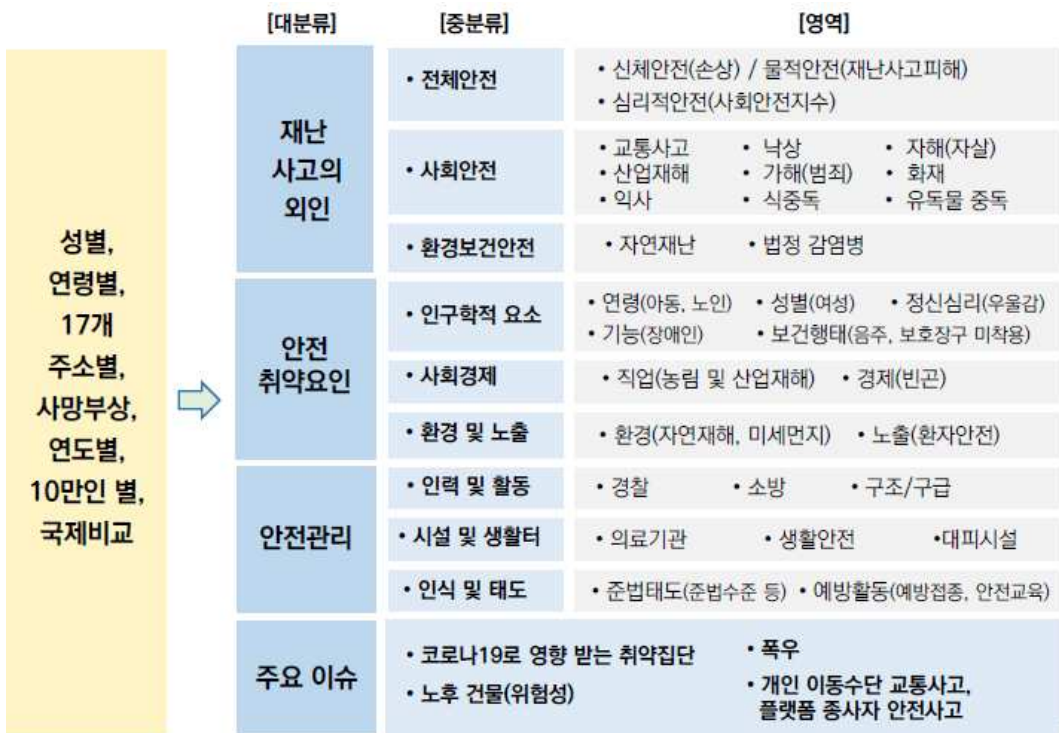 [대분류] [중분류] [영역]
성별,
연령별,
17개
주소별,
사망부상,
연도별,
10만인 별,
국제비교
재난
사고의
외인
• 전체안전
• 신체안전(손상) / 물적안전(재난사고피해)
• 심리적안전(사회안전지수)
• 사회안전
• 교통사고 • 낙상 • 자해(자살)
• 산업재해 • 가해(범죄) • 화재
• 익사 • 식중독 • 유독물 중독
• 환경보건안전
• 자연재난 • 법정 감염병
안전
취약요인
• 인구학적 요소
• 연령(아동, 노인) • 성별(여성) • 정신심리(우울감)
• 기능(장애인) • 보건행태(음주, 보호장구 미착용)
• 사회경제
• 직업(농림 및 산업재해) • 경제(빈곤)
• 환경 및 노출
• 환경(자연재해, 미세먼지) • 노출(환자안전)
안전관리
• 인력 및 활동
• 경찰 • 소방 • 구조/구급
• 시설 및 생활터
• 의료기관 • 생활안전 •대피시설
• 인식 및 태도
• 준법태도(준법수준 등) • 예방활동(예방접종, 안전교육)
주요 이슈
• 코로나19로 영향 받는 취약집단
• 노후 건물(위험성)
• 폭우
• 개인 이동수단 교통사고,
플랫폼 종사자 안전사고